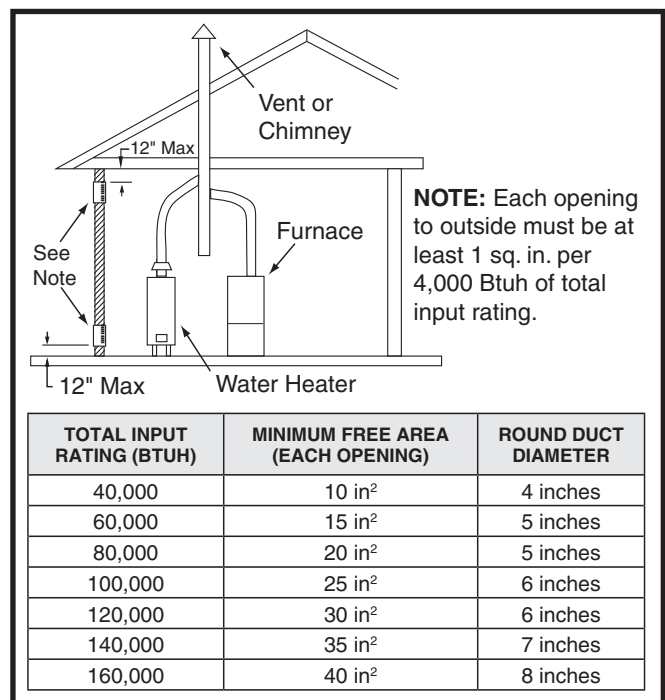 Vent or
Chimney
12" Max
NOTE: Each opening
to outside must be at
least 1 sq. in. per
4,000 Btuh of total
input rating.
Furnace
See
Note
12" Max
Water Heater
TOTAL INPUT
RATING (BTUH)
MINIMUM FREE AREA
(EACH OPENING)
ROUND DUCT
DIAMETER
40,000 10 in² 4 inches
60,000 15 in² 5 inches
80,000 20 in² 5 inches
100,000 25 in² 6 inches
120,000 30 in² 6 inches
140,000 35 in² 7 inches
160,000 40 in² 8 inches